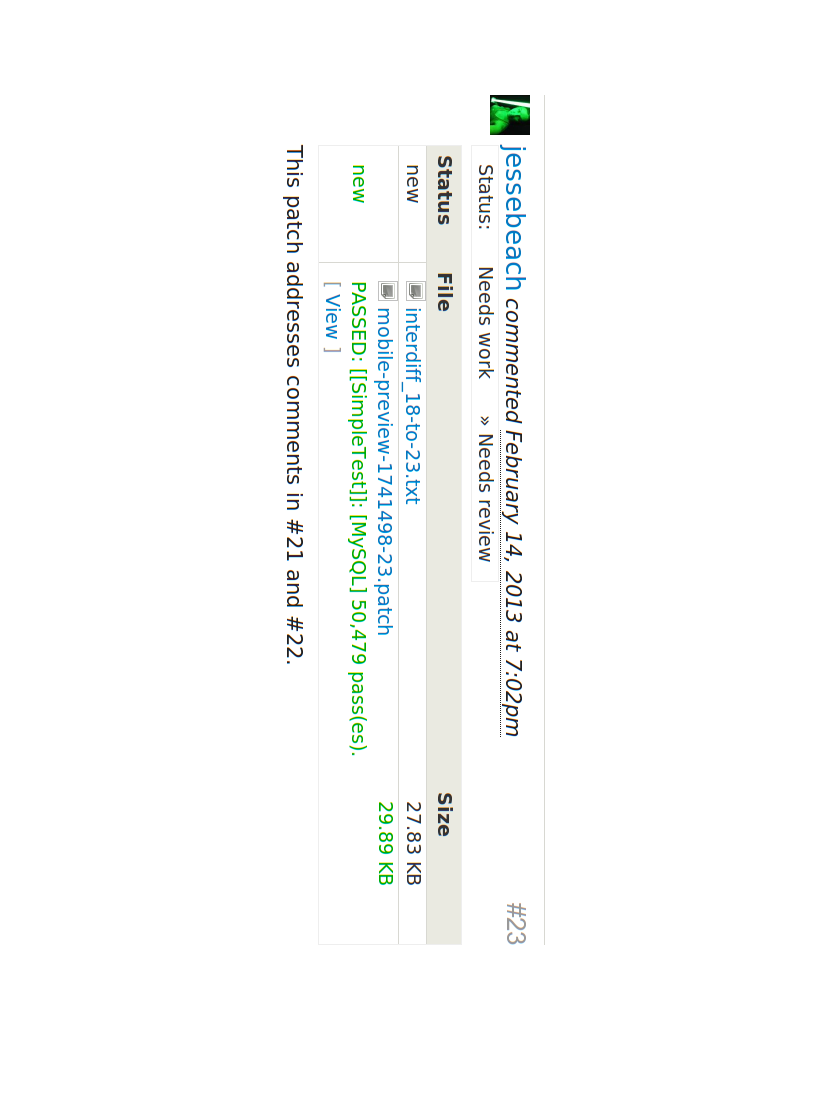 jessebeach commented February 14, 2013 at 7:02pm #23
Status: Needs work » Needs review
Status File Size
new interdiff_18-to-23.txt 27.83 KB
new mobile-preview-1741498-23.patch 29.89 KB
PASSED: [[SimpleTest]]: [MySQL] 50,479 pass(es).
[ View ]
This patch addresses comments in #21 and #22.